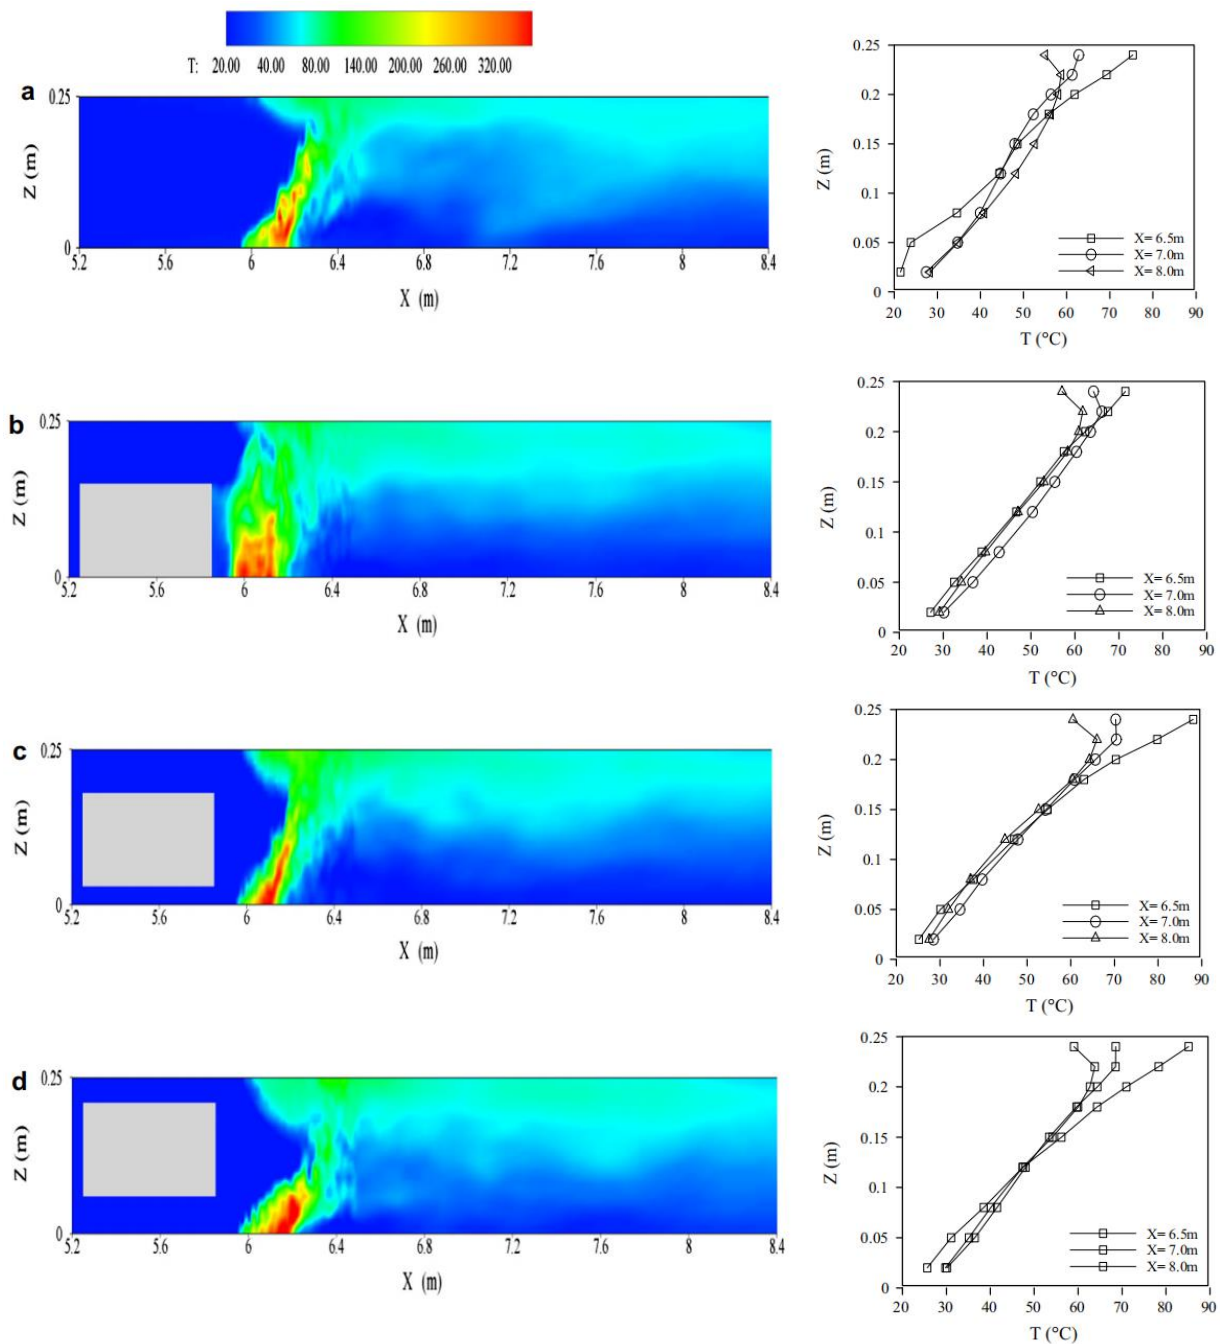 T: 20.00 40.00 80.00 140.00 200.00 260.00 320.00
a
0.25
Z (m)
0
5.2 5.6 6 6.4 6.8 7.2 7.6 8 8.4
X (m)
0.25
0.2
0.15
0.1
0.05
0
Z (m)
X= 6.5m
X= 7.0m
X= 8.0m
20 30 40 50 60 70 80 90
T (°C)
b
0.25
Z (m)
0
5.2 5.6 6 6.4 6.8 7.2 7.6 8 8.4
X (m)
0.25
0.2
0.15
0.1
0.05
0
Z (m)
X= 6.5m
X= 7.0m
X= 8.0m
20 30 40 50 60 70 80 90
T (°C)
c
0.25
Z (m)
0
5.2 5.6 6 6.4 6.8 7.2 7.6 8 8.4
X (m)
0.25
0.2
0.15
0.1
0.05
0
Z (m)
X= 6.5m
X= 7.0m
X= 8.0m
20 30 40 50 60 70 80 90
T (°C)
d
0.25
Z (m)
0
5.2 5.6 6 6.4 6.8 7.2 7.6 8 8.4
X (m)
0.25
0.2
0.15
0.1
0.05
0
Z (m)
X= 6.5m
X= 7.0m
X= 8.0m
20 30 40 50 60 70 80 90
T (°C)